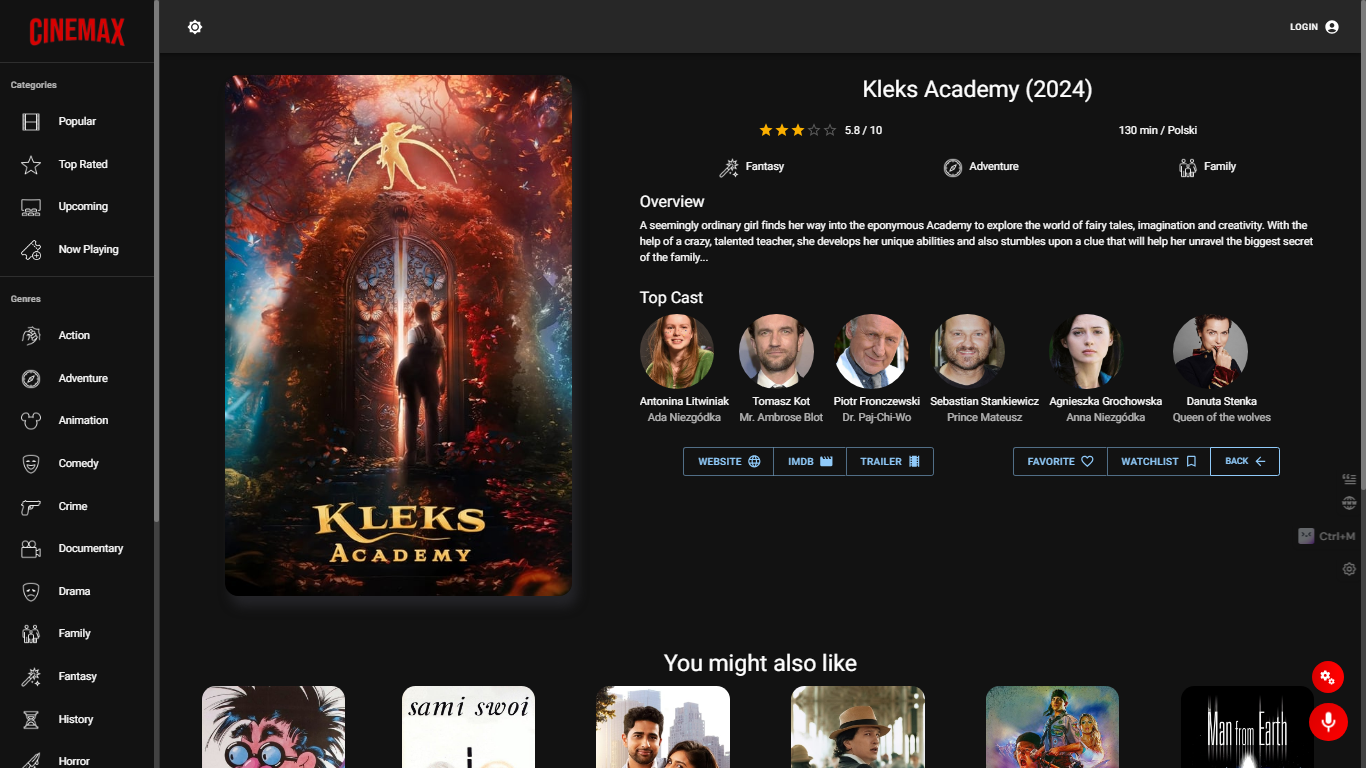 CINEMAX
LOGIN
Categories
Popular
Top Rated
Upcoming
Now Playing
Genres
Action
Adventure
Animation
Comedy
Crime
Documentary
Drama
Family
Fantasy
History
Horror
KLEKS
ACADEMY
Kleks Academy (2024)
5.8 / 10
130 min / Polski
Fantasy
Adventure
Family
Overview
A seemingly ordinary girl finds her way into the eponymous Academy to explore the world of fairy tales, imagination and creativity. With the
help of a crazy, talented teacher, she develops her unique abilities and also stumbles upon a clue that will help her unravel the biggest secret
of the family...
Top Cast
Antonina Litwiniak
Ada Niezgódka
Tomasz Kot
Mr. Ambrose Blot
Piotr Fronczewski
Dr. Paj-Chi-Wo
Sebastian Stankiewicz
Prince Mateusz
Agnieszka Grochowska
Anna Niezgódka
Danuta Stenka
Queen of the wolves
WEBSITE
IMDB
TRAILER
FAVORITE
WATCHLIST
BACK
Ctrl+M
You might also like
sami swoi
Man from Earth